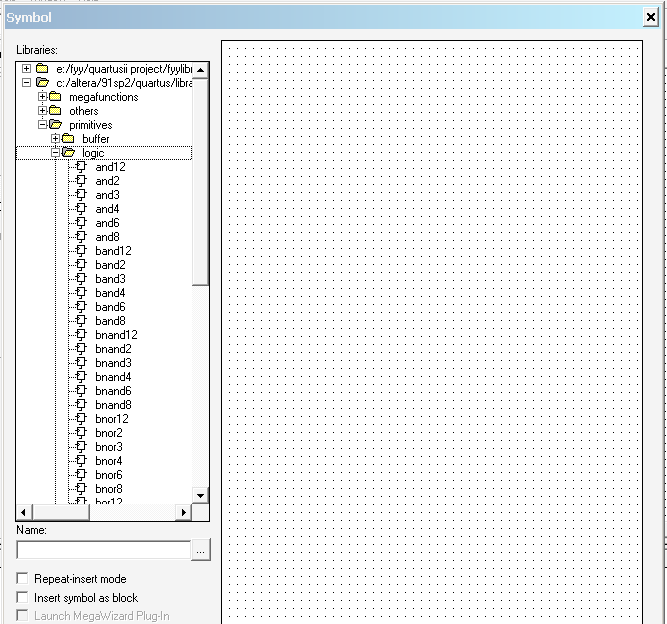 Symbol
Libraries:
e:/fyy/quartusii project/fyylibr
c:/altera/91sp2/quartus/libra
megafunctions
others
primitives
buffer
logic
and12
and2
and3
and4
and6
and8
band12
band2
band3
band4
band6
band8
bnand12
bnand2
bnand3
bnand4
bnand6
bnand8
bnor12
bnor2
bnor3
bnor4
bnor6
bnor8
bor12
Name:
...
Repeat-insert mode
Insert symbol as block
Launch MegaWizard Plug-In